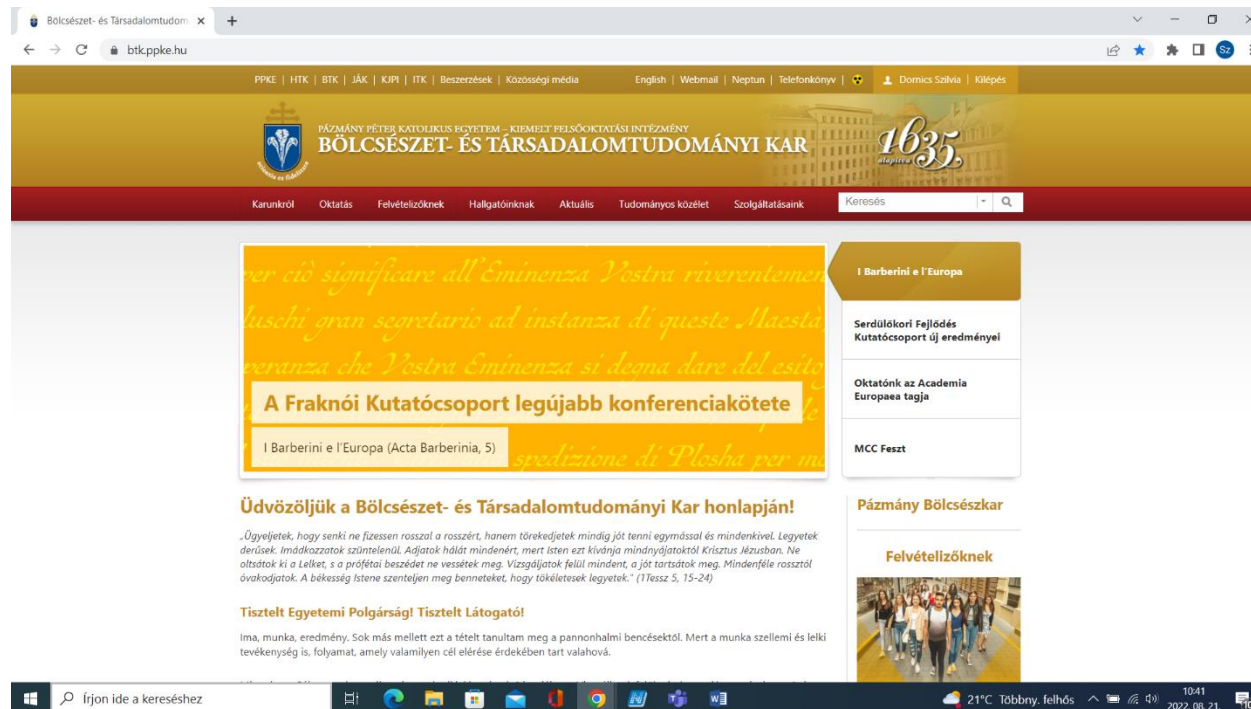 Bölcsészet- és Társadalomtudom
btk.ppke.hu
Sz
PPKE | HTK | BTK | JÁK | KJPI | ITK | Beszerzések | Közösségi média
English | Webmail | Neptun | Telefonkönyv |
Dornics Szilvia | Kilépés
PÁZMÁNY PÉTER KATOLIKUS EGYETEM – KIEMELT FELSŐOKTATÁSI INTÉZMÉNY
BÖLCSÉSZET- ÉS TÁRSADALOMTUDOMÁNYI KAR
alapítva 1635
Karunkról Oktatás Felvételizőknek Hallgatóinknak Aktuális Tudományos közélet Szolgáltatásaink
Keresés
per ciò significare all'Eminenza Vostra riverentemen
luschi gran segretario ad instanza di queste Maestà
veranza che Vostra Eminenza si degna dare del esito
A Fraknói Kutatócsoport legújabb konferenciakötete
I Barberini e l'Europa (Acta Barberinia, 5)
spedizione di Plosha per
I Barberini e l'Europa
Serdülőkori Fejlődés
Kutatócsoport új eredményei
Oktatónk az Academia
Europaea tagja
MCC Feszt
Üdvözöljük a Bölcsészet- és Társadalomtudományi Kar honlapján!
„Ügyeljetek, hogy senki ne fizessen rosszal a rosszért, hanem törekedjetek mindig jót tenni egymással és mindenkivel. Legyetek
derűsek. Imádkozzatok szüntelenül. Adjatok hálát mindenért, mert Isten ezt kívánja mindnyájatoktól Krisztus Jézusban. Ne
oltsátok ki a Lelket, s a prófétai beszédet ne vessétek meg. Vizsgáljatok felül mindent, a jót tartsátok meg. Mindenféle rossztól
óvakodjatok. A békesség Istene szenteljen meg benneteket, hogy tökéletesek legyetek." (1Tessz 5, 15-24)
Tisztelt Egyetemi Polgárság! Tisztelt Látogató!
Ima, munka, eredmény. Sok más mellett ezt a tételt tanultam meg a pannonhalmi bencésektől. Mert a munka szellemi és lelki
tevékenység is, folyamat, amely valamilyen cél elérése érdekében tart valahová.
Pázmány Bölcsészkar
Felvételizőknek
Írjon ide a kereséshez
21°C Többny. felhős
10:41
2022. 08. 21.